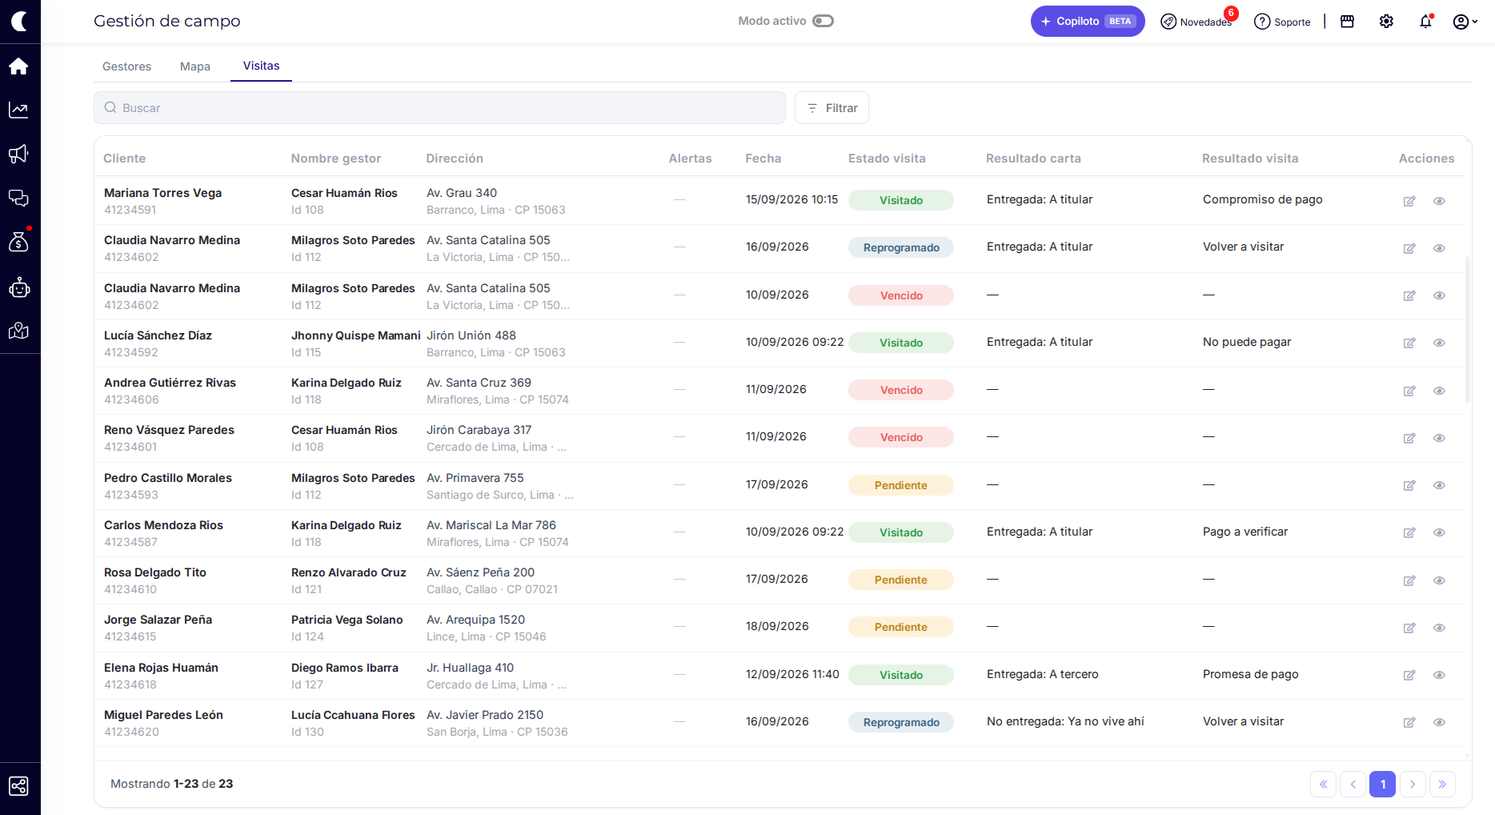 Gestión de campo
Modo activo
Copiloto BETA
Novedades 6
Soporte
Gestores Mapa Visitas
Buscar
Filtrar
Cliente Nombre gestor Dirección Alertas Fecha Estado visita Resultado carta Resultado visita Acciones
Mariana Torres Vega Cesar Huamán Rios Av. Grau 340 — 15/09/2026 10:15 Visitado Entregada: A titular Compromiso de pago
41234591 Id 108 Barranco, Lima · CP 15063
Claudia Navarro Medina Milagros Soto Paredes Av. Santa Catalina 505 — 16/09/2026 Reprogramado Entregada: A titular Volver a visitar
41234602 Id 112 La Victoria, Lima · CP 150...
Claudia Navarro Medina Milagros Soto Paredes Av. Santa Catalina 505 — 10/09/2026 Vencido — —
41234602 Id 112 La Victoria, Lima · CP 150...
Lucía Sánchez Díaz Jhonny Quispe Mamani Jirón Unión 488 — 10/09/2026 09:22 Visitado Entregada: A titular No puede pagar
41234592 Id 115 Barranco, Lima · CP 15063
Andrea Gutiérrez Rivas Karina Delgado Ruiz Av. Santa Cruz 369 — 11/09/2026 Vencido — —
41234606 Id 118 Miraflores, Lima · CP 15074
Reno Vásquez Paredes Cesar Huamán Rios Jirón Carabaya 317 — 11/09/2026 Vencido — —
41234601 Id 108 Cercado de Lima, Lima · ...
Pedro Castillo Morales Milagros Soto Paredes Av. Primavera 755 — 17/09/2026 Pendiente — —
41234593 Id 112 Santiago de Surco, Lima · ...
Carlos Mendoza Rios Karina Delgado Ruiz Av. Mariscal La Mar 786 — 10/09/2026 09:22 Visitado Entregada: A titular Pago a verificar
41234587 Id 118 Miraflores, Lima · CP 15074
Rosa Delgado Tito Renzo Alvarado Cruz Av. Sáenz Peña 200 — 17/09/2026 Pendiente — —
41234610 Id 121 Callao, Callao · CP 07021
Jorge Salazar Peña Patricia Vega Solano Av. Arequipa 1520 — 18/09/2026 Pendiente — —
41234615 Id 124 Lince, Lima · CP 15046
Elena Rojas Huamán Diego Ramos Ibarra Jr. Huallaga 410 — 12/09/2026 11:40 Visitado Entregada: A tercero Promesa de pago
41234618 Id 127 Cercado de Lima, Lima · ...
Miguel Paredes León Lucía Ccahuana Flores Av. Javier Prado 2150 — 16/09/2026 Reprogramado No entregada: Ya no vive ahí Volver a visitar
41234620 Id 130 San Borja, Lima · CP 15036
Mostrando 1-23 de 23
« ‹ 1 › »